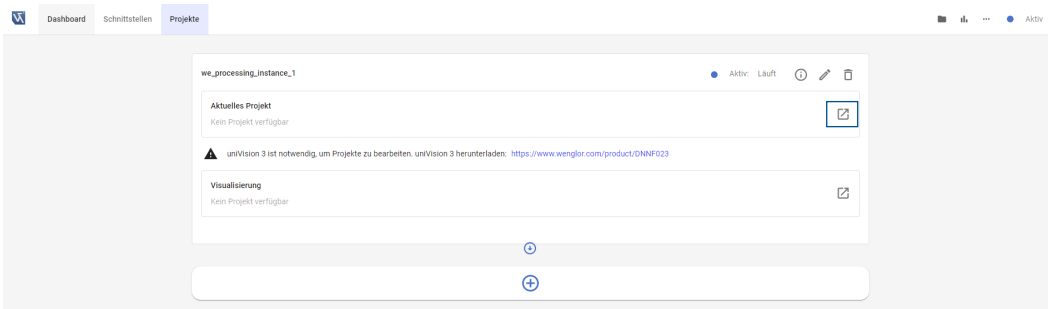 Dashboard Schnittstellen Projekte Aktiv
we_processing_instance_1 Aktiv: Läuft
Aktuelles Projekt
Kein Projekt verfügbar
uniVision 3 ist notwendig, um Projekte zu bearbeiten. uniVision 3 herunterladen: https://www.wenglor.com/product/DNNF023
Visualisierung
Kein Projekt verfügbar